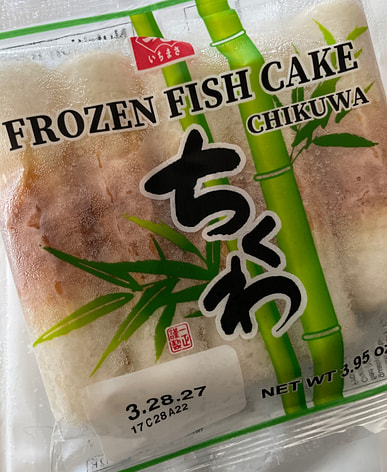 いちまさ
FROZEN FISH CAKE
CHIKUWA
ちくわ
3.28.27
17C28A22
NET WT 3.95 oz